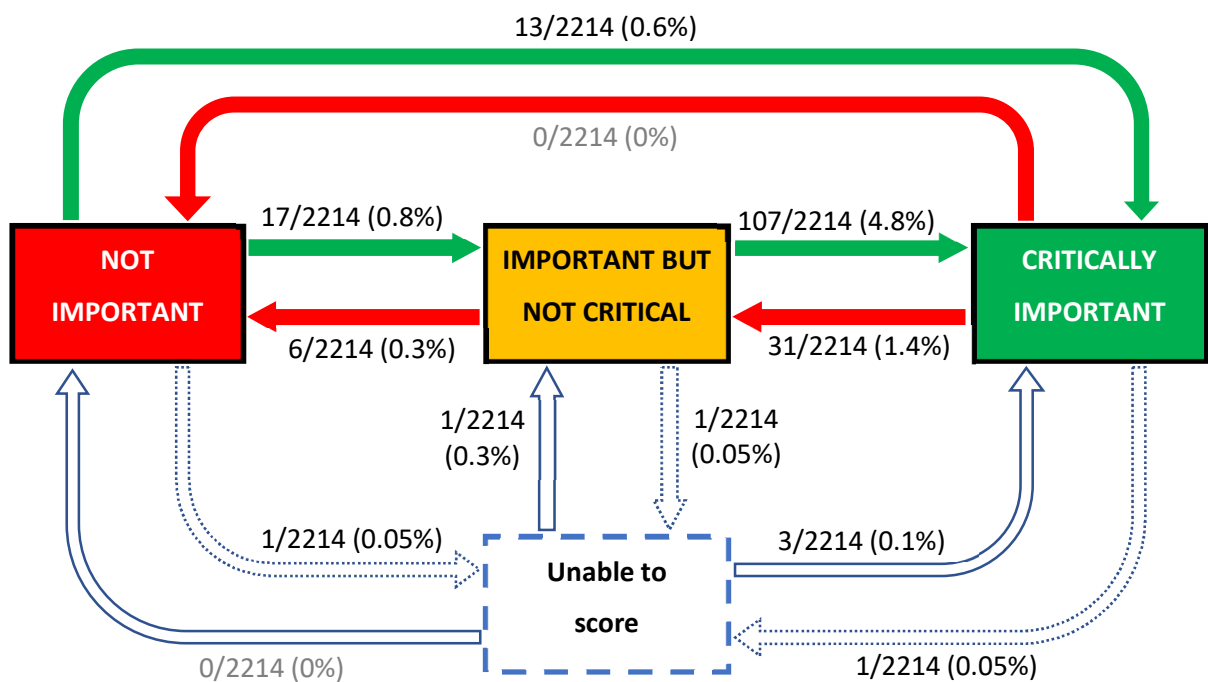 13/2214 (0.6%)
0/2214 (0%)
17/2214 (0.8%)
107/2214 (4.8%)
NOT
IMPORTANT
IMPORTANT BUT
NOT CRITICAL
CRITICALLY
IMPORTANT
6/2214 (0.3%)
31/2214 (1.4%)
1/2214
(0.3%)
1/2214
(0.05%)
1/2214 (0.05%)
3/2214 (0.1%)
Unable to
score
0/2214 (0%)
1/2214 (0.05%)